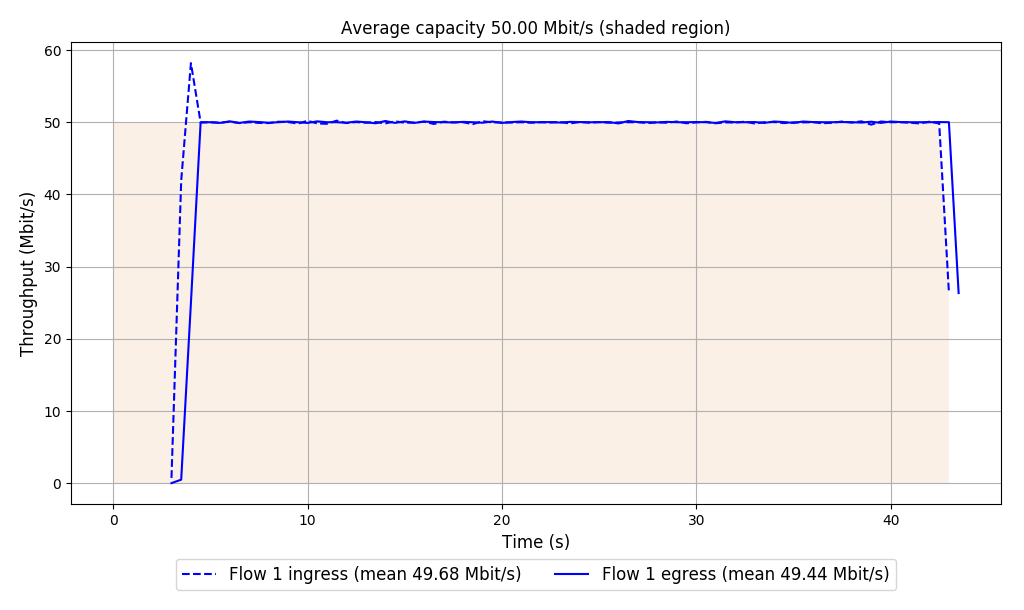 Average capacity 50.00 Mbit/s (shaded region)
60
50
40
30
20
10
0
Throughput (Mbit/s)
0 10 20 30 40
Time (s)
Flow 1 ingress (mean 49.68 Mbit/s) Flow 1 egress (mean 49.44 Mbit/s)